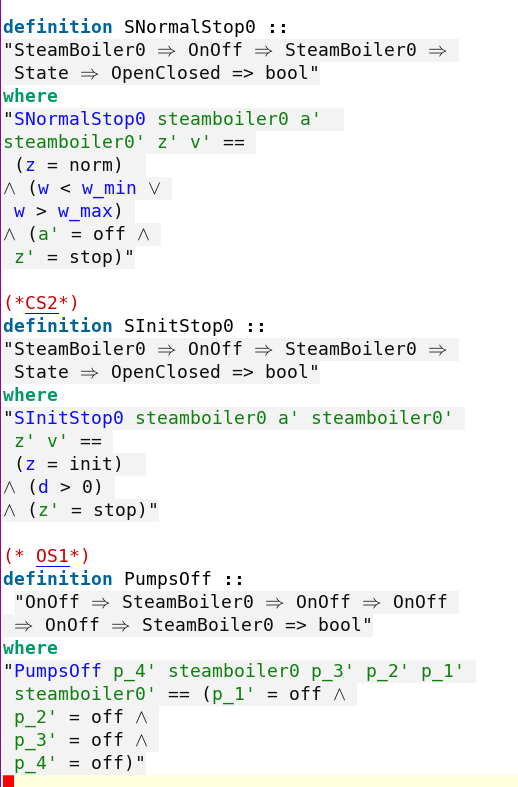 definition SNormalStop0 ::
"SteamBoiler0 ⇒ OnOff ⇒ SteamBoiler0 ⇒
State ⇒ OpenClosed => bool"
where
"SNormalStop0 steamboiler0 a'
steamboiler0' z' v' ==
(z = norm)
∧ (w < w_min ∨
w > w_max)
∧ (a' = off ∧
z' = stop)"
(*CS2*)
definition SInitStop0 ::
"SteamBoiler0 ⇒ OnOff ⇒ SteamBoiler0 ⇒
State ⇒ OpenClosed => bool"
where
"SInitStop0 steamboiler0 a' steamboiler0'
z' v' ==
(z = init)
∧ (d > 0)
∧ (z' = stop)"
(* OS1*)
definition PumpsOff ::
"OnOff ⇒ SteamBoiler0 ⇒ OnOff ⇒ OnOff
⇒ OnOff ⇒ SteamBoiler0 => bool"
where
"PumpsOff p_4' steamboiler0 p_3' p_2' p_1'
steamboiler0' == (p_1' = off ∧
p_2' = off ∧
p_3' = off ∧
p_4' = off)"